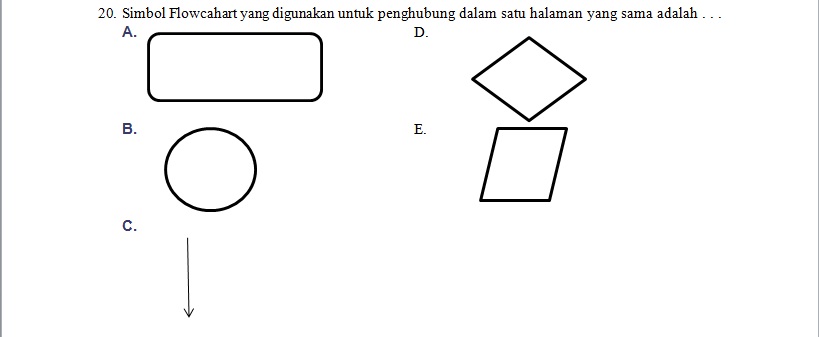 20. Simbol Flowcahart yang digunakan untuk penghubung dalam satu halaman yang sama adalah . . .
A.
D.
B.
E.
C.